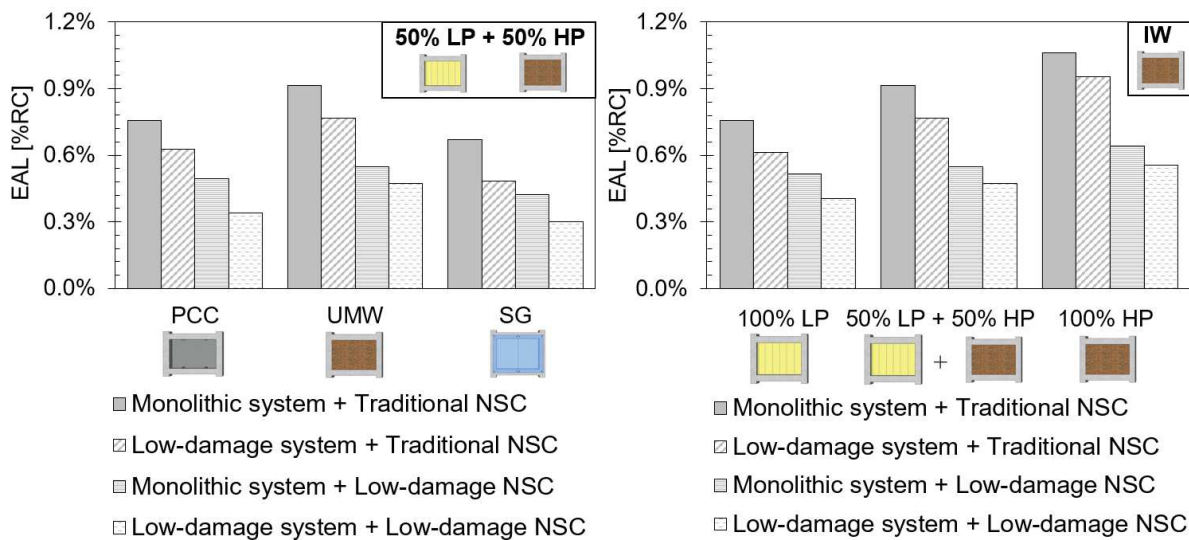 1.2%
0.9%
0.6%
0.3%
0.0%
EAL [%RC]
50% LP + 50% HP
PCC
UMW
SG
Monolithic system + Traditional NSC
Low-damage system + Traditional NSC
Monolithic system + Low-damage NSC
Low-damage system + Low-damage NSC
1.2%
0.9%
0.6%
0.3%
0.0%
EAL [%RC]
IW
100% LP
50% LP + 50% HP
100% HP
+
Monolithic system + Traditional NSC
Low-damage system + Traditional NSC
Monolithic system + Low-damage NSC
Low-damage system + Low-damage NSC